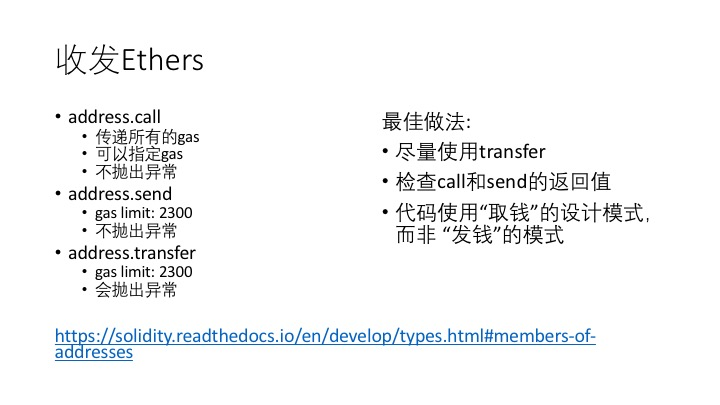 收发Ethers
• address.call
• 传递所有的gas
• 可以指定gas
• 不抛出异常
• address.send
• gas limit: 2300
• 不抛出异常
• address.transfer
• gas limit: 2300
• 会抛出异常
最佳做法:
• 尽量使用transfer
• 检查call和send的返回值
• 代码使用“取钱”的设计模式,
而非 “发钱”的模式
https://solidity.readthedocs.io/en/develop/types.html#members-of-
addresses